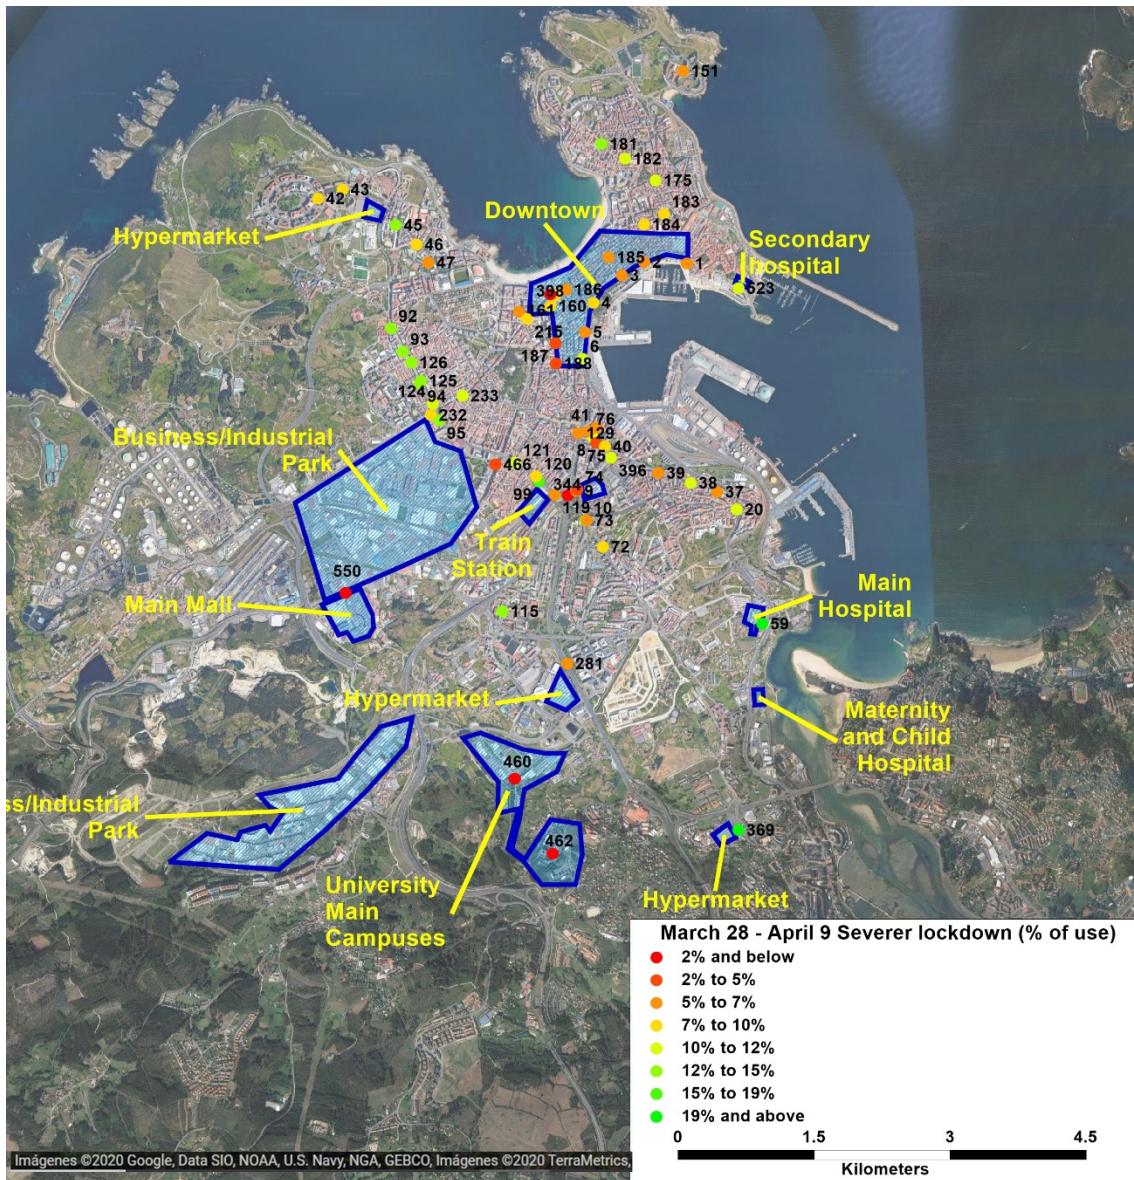 151
181
182
175
183
184
43
42
Hypermarket
45
46
47
Downtown
Secondary
hospital
185
2
1
3
523
186
398
160
4
161
215
5
6
187
188
92
93
126
125
124
94
233
232
95
Business/Industrial
Park
41
76
129
8
40
75
121
466
120
396
39
38
37
20
344
74
99
9
119
10
73
72
Train
Station
550
Main Mall
115
Main
Hospital
59
281
Hypermarket
Maternity
and Child
Hospital
460
ss/Industrial
Park
462
369
University
Main
Campuses
Hypermarket
March 28 - April 9 Severer lockdown (% of use)
2% and below
2% to 5%
5% to 7%
7% to 10%
10% to 12%
12% to 15%
15% to 19%
19% and above
0 1.5 3 4.5
Kilometers
Imágenes ©2020 Google, Data SIO, NOAA, U.S. Navy, NGA, GEBCO, Imágenes ©2020 TerraMetrics,